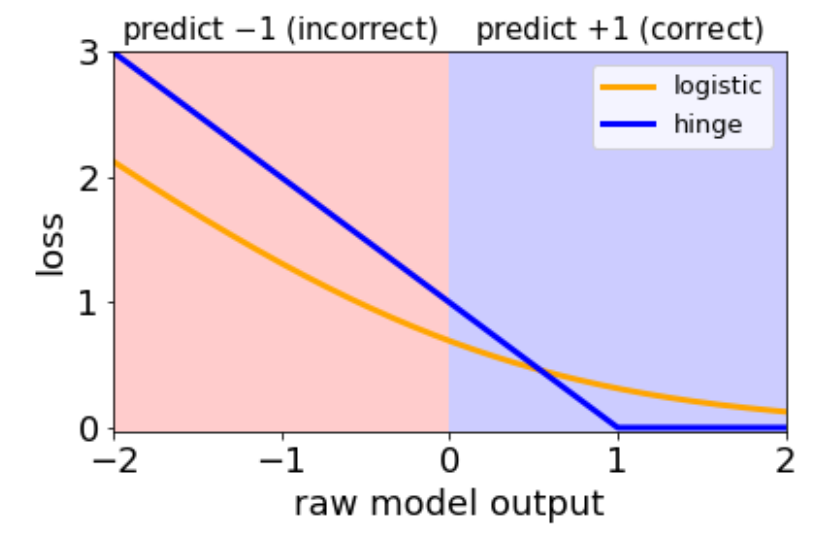 predict −1 (incorrect) predict +1 (correct)
3
2
1
0
loss
logistic
hinge
−2 −1 0 1 2
raw model output